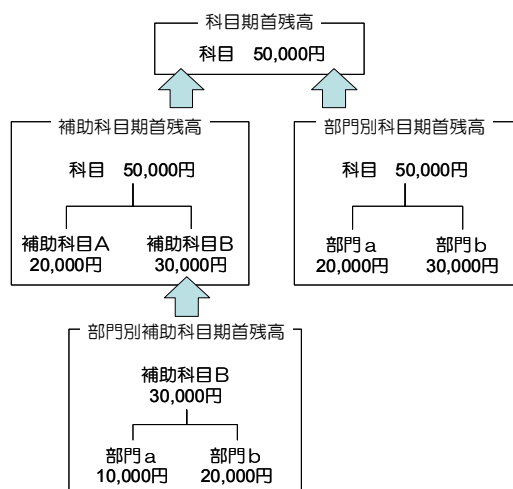 科目期首残高
科目 50,000円
補助科目期首残高
科目 50,000円
補助科目A 補助科目B
20,000円 30,000円
部門別科目期首残高
科目 50,000円
部門a 部門b
20,000円 30,000円
部門別補助科目期首残高
補助科目B
30,000円
部門a 部門b
10,000円 20,000円